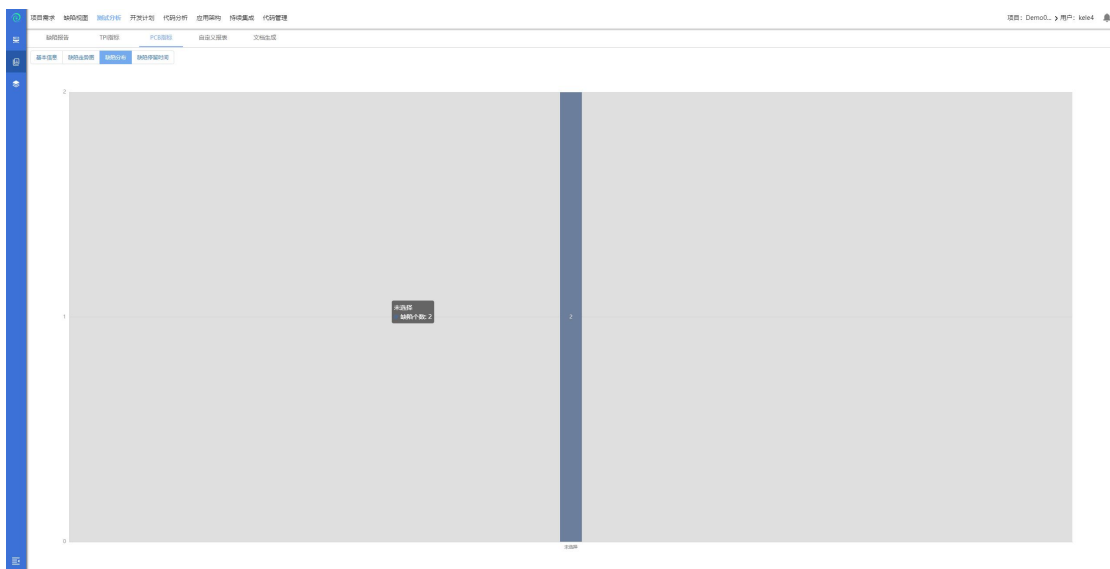 项目需求 缺陷视图 测试分析 开发计划 代码分析 应用架构 持续集成 代码管理 项目：Demo0... 用户：kele4
缺陷报告 TPI指标 PCB指标 自定义报表 文档生成
基本信息 缺陷走势图 缺陷分布 缺陷停留时间
2
未选择
缺陷个数: 2
1 2
0
未选择